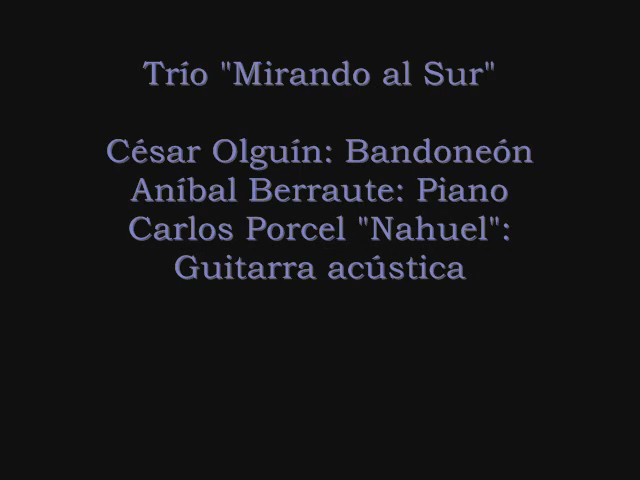 Trío "Mirando al Sur"
César Olguín: Bandoneón
Aníbal Berraute: Piano
Carlos Porcel "Nahuel":
Guitarra acústica